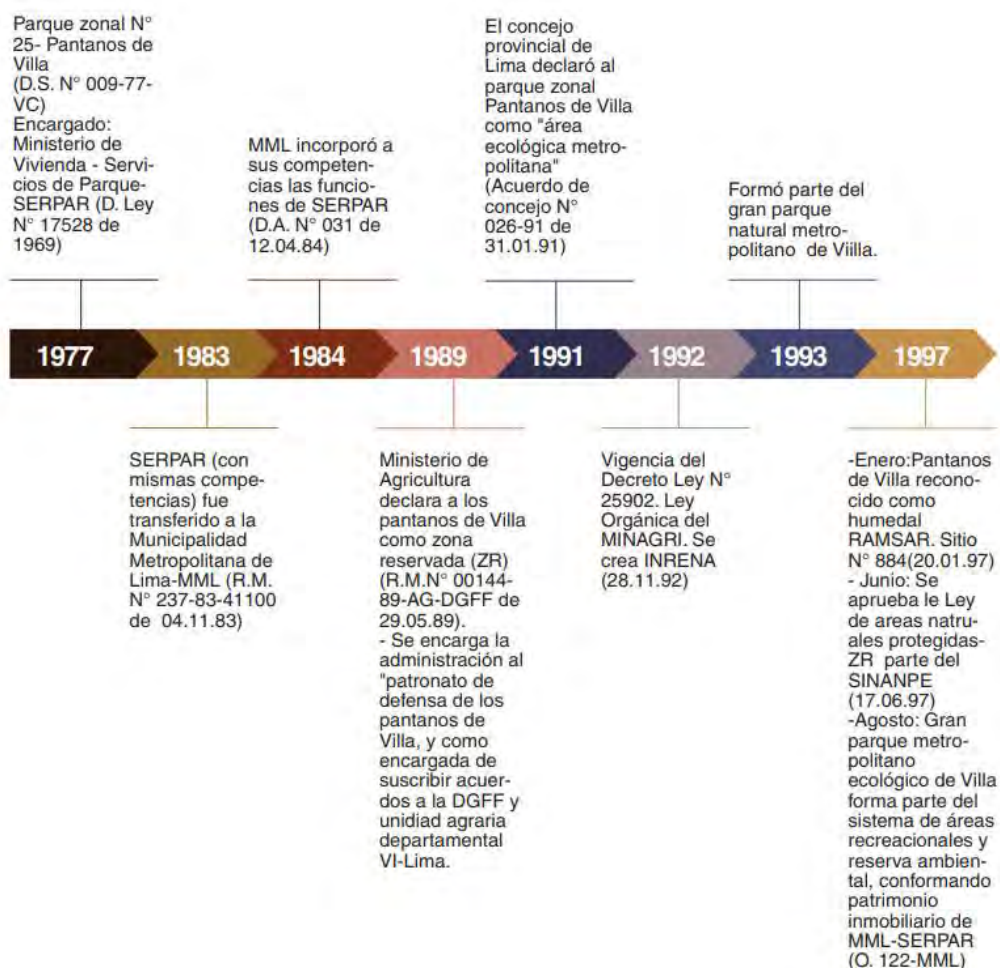 Parque zonal N°
25- Pantanos de
Villa
(D.S. N° 009-77-
VC)
Encargado:
Ministerio de
Vivienda - Servi-
cios de Parque-
SERPAR (D. Ley
N° 17528 de
1969)
MML incorporó a
sus competen-
cias las funcio-
nes de SERPAR
(D.A. N° 031 de
12.04.84)
El concejo
provincial de
Lima declaró al
parque zonal
Pantanos de Villa
como "área
ecológica metro-
politana"
(Acuerdo de
concejo N°
026-91 de
31.01.91)
Formó parte del
gran parque
natural metro-
politano de Viilla.
1977
1983
1984
1989
1991
1992
1993
1997
SERPAR (con
mismas compe-
tencias) fue
transferido a la
Municipalidad
Metropolitana de
Lima-MML (R.M.
N° 237-83-41100
de 04.11.83)
Ministerio de
Agricultura
declara a los
pantanos de Villa
como zona
reservada (ZR)
(R.M.N° 00144-
89-AG-DGFF de
29.05.89).
- Se encarga la
administración al
"patronato de
defensa de los
pantanos de
Villa, y como
encargada de
suscribir acuer-
dos a la DGFF y
unidiad agraria
departamental
VI-Lima.
Vigencia del
Decreto Ley N°
25902. Ley
Orgánica del
MINAGRI. Se
crea INRENA
(28.11.92)
-Enero:Pantanos
de Villa recono-
cido como
humedal
RAMSAR. Sitio
N° 884(20.01.97)
- Junio: Se
aprueba le Ley
de areas natru-
ales protegidas-
ZR parte del
SINANPE
(17.06.97)
-Agosto: Gran
parque metro-
politano
ecológico de Villa
forma parte del
sistema de áreas
recreacionales y
reserva ambien-
tal, conformando
patrimonio
inmobiliario de
MML-SERPAR
(O. 122-MML)